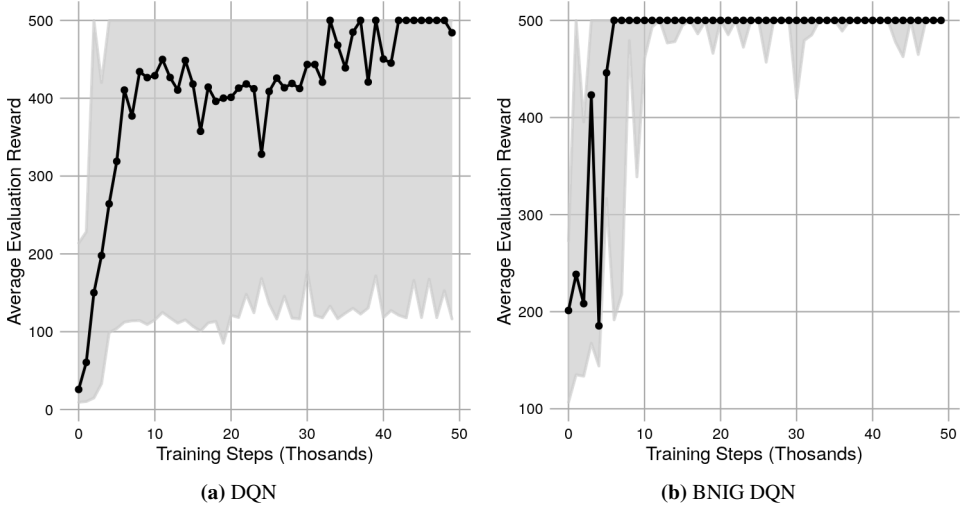 500
400
300
200
100
0
Average Evaluation Reward
0 10 20 30 40 50
Training Steps (Thosands)
(a) DQN
500
400
300
200
100
Average Evaluation Reward
0 10 20 30 40 50
Training Steps (Thosands)
(b) BNIG DQN